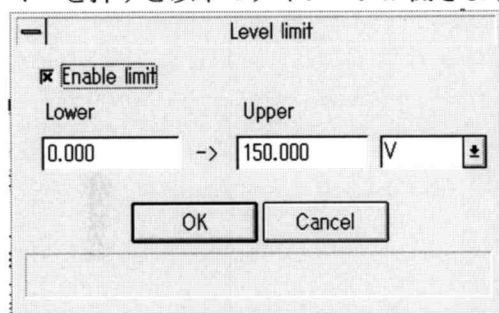 Level limit
Enable limit
Lower
Upper
0.000 -> 150.000 V
OK Cancel